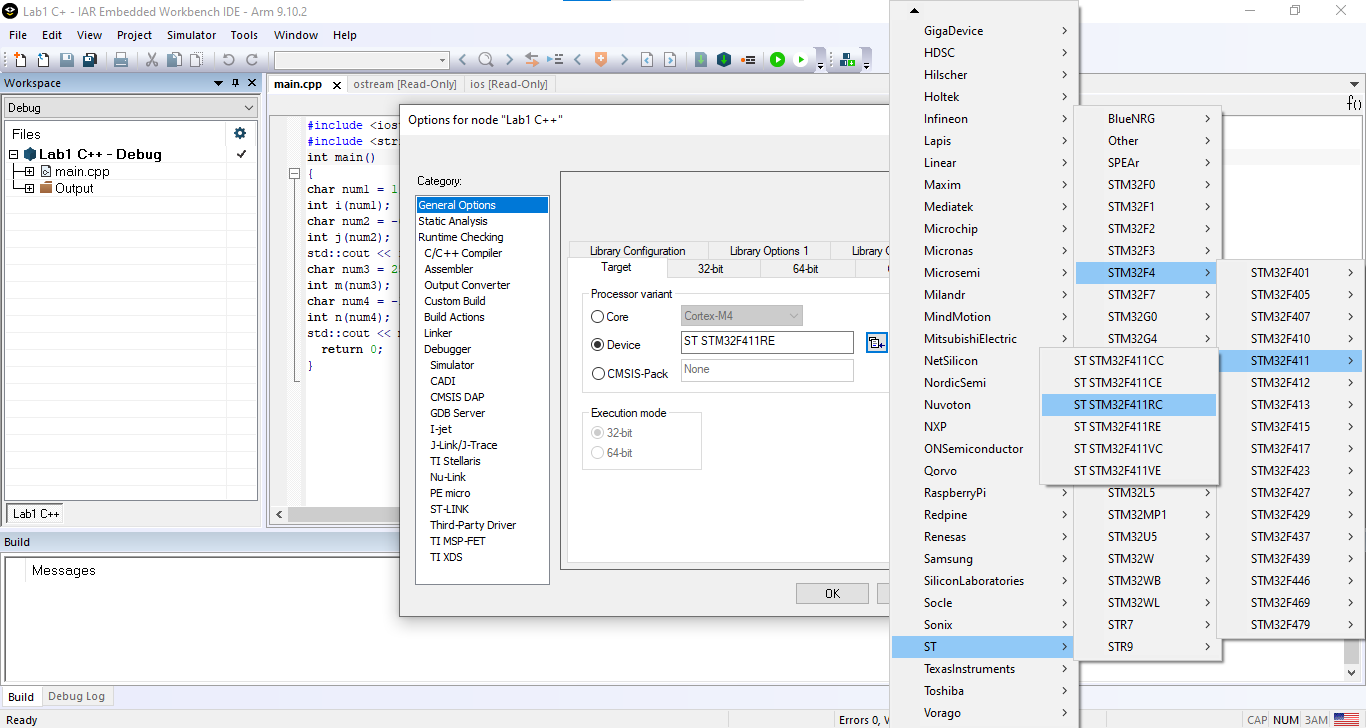 Lab1 C+ - IAR Embedded Workbench IDE - Arm 9.10.2
File Edit View Project Simulator Tools Window Help
Workspace
Debug
Files
Lab1 C++ - Debug
main.cpp
Output
Lab1 C++
main.cpp ostream [Read-Only] ios [Read-Only]
f()
#include <ios
#include <str
int main()
{
char num1 = 1
int i(num1);
char num2 = -
int j(num2);
std::cout <<
char num3 = 2
int m(num3);
char num4 = -
int n(num4);
std::cout <<
return 0;
}
Options for node "Lab1 C++"
Category:
General Options
Static Analysis
Runtime Checking
C/C++ Compiler
Assembler
Output Converter
Custom Build
Build Actions
Linker
Debugger
Simulator
CADI
CMSIS DAP
GDB Server
I-jet
J-Link/J-Trace
TI Stellaris
Nu-Link
PE micro
ST-LINK
Third-Party Driver
TI MSP-FET
TI XDS
Library Configuration Library Options 1 Library
Target 32-bit 64-bit
Processor variant
Core Cortex-M4
Device ST STM32F411RE
CMSIS-Pack None
Execution mode
32-bit
64-bit
OK
GigaDevice
HDSC
Hilscher
Holtek
Infineon
Lapis
Linear
Maxim
Mediatek
Microchip
Micronas
Microsemi
Milandr
MindMotion
MitsubishiElectric
NetSilicon
NordicSemi
Nuvoton
NXP
ONSemiconductor
Qorvo
RaspberryPi
Redpine
Renesas
Samsung
SiliconLaboratories
Socle
Sonix
ST
TexasInstruments
Toshiba
Vorago
BlueNRG
Other
SPEAr
STM32F0
STM32F1
STM32F2
STM32F3
STM32F4
STM32F7
STM32G0
STM32G4
STM32L5
STM32MP1
STM32U5
STM32W
STM32WB
STM32WL
STR7
STR9
STM32F401
STM32F405
STM32F407
STM32F410
STM32F411
STM32F412
STM32F413
STM32F415
STM32F417
STM32F423
STM32F427
STM32F429
STM32F437
STM32F439
STM32F446
STM32F469
STM32F479
ST STM32F411CC
ST STM32F411CE
ST STM32F411RC
ST STM32F411RE
ST STM32F411VC
ST STM32F411VE
Build
Messages
Build Debug Log
Ready Errors 0, CAP NUM 3AM